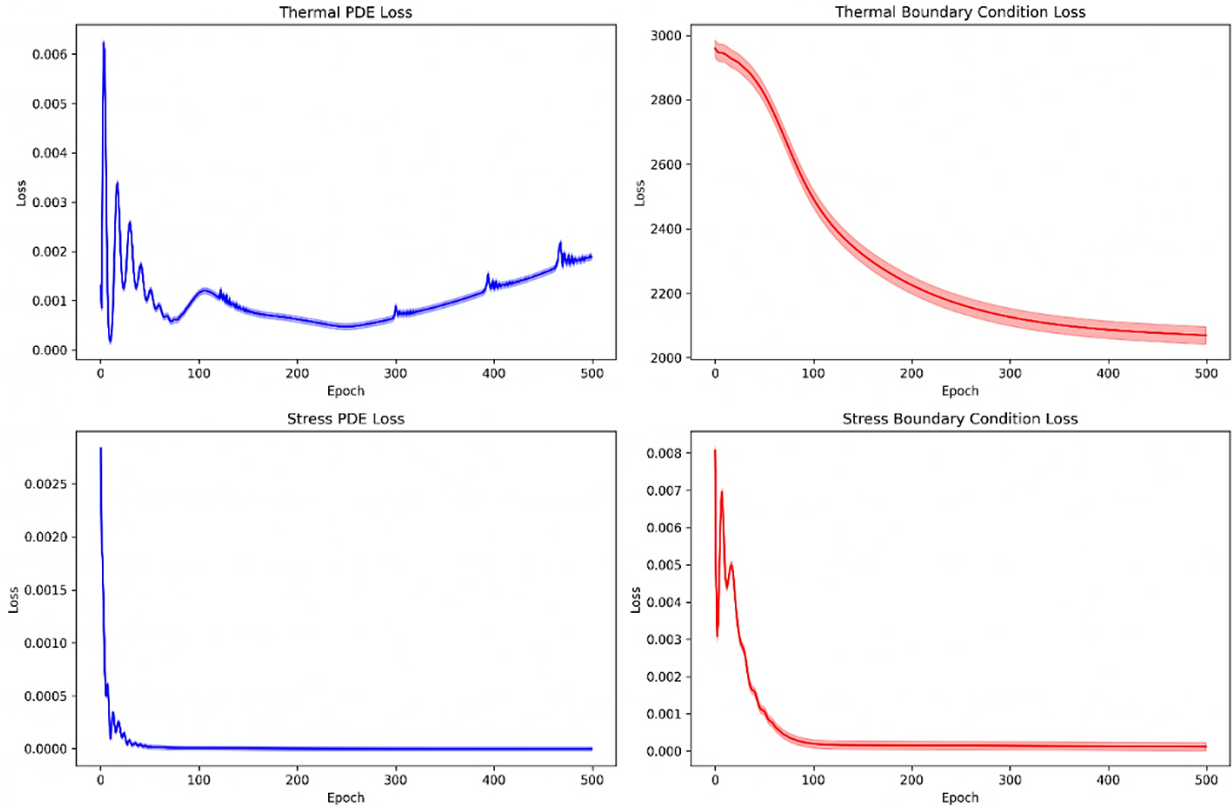 Thermal PDE Loss
Loss
0.006
0.005
0.004
0.003
0.002
0.001
0.000
0 100 200 300 400 500
Epoch
Thermal Boundary Condition Loss
Loss
3000
2800
2600
2400
2200
2000
0 100 200 300 400 500
Epoch
Stress PDE Loss
Loss
0.0025
0.0020
0.0015
0.0010
0.0005
0.0000
0 100 200 300 400 500
Epoch
Stress Boundary Condition Loss
Loss
0.008
0.007
0.006
0.005
0.004
0.003
0.002
0.001
0.000
0 100 200 300 400 500
Epoch